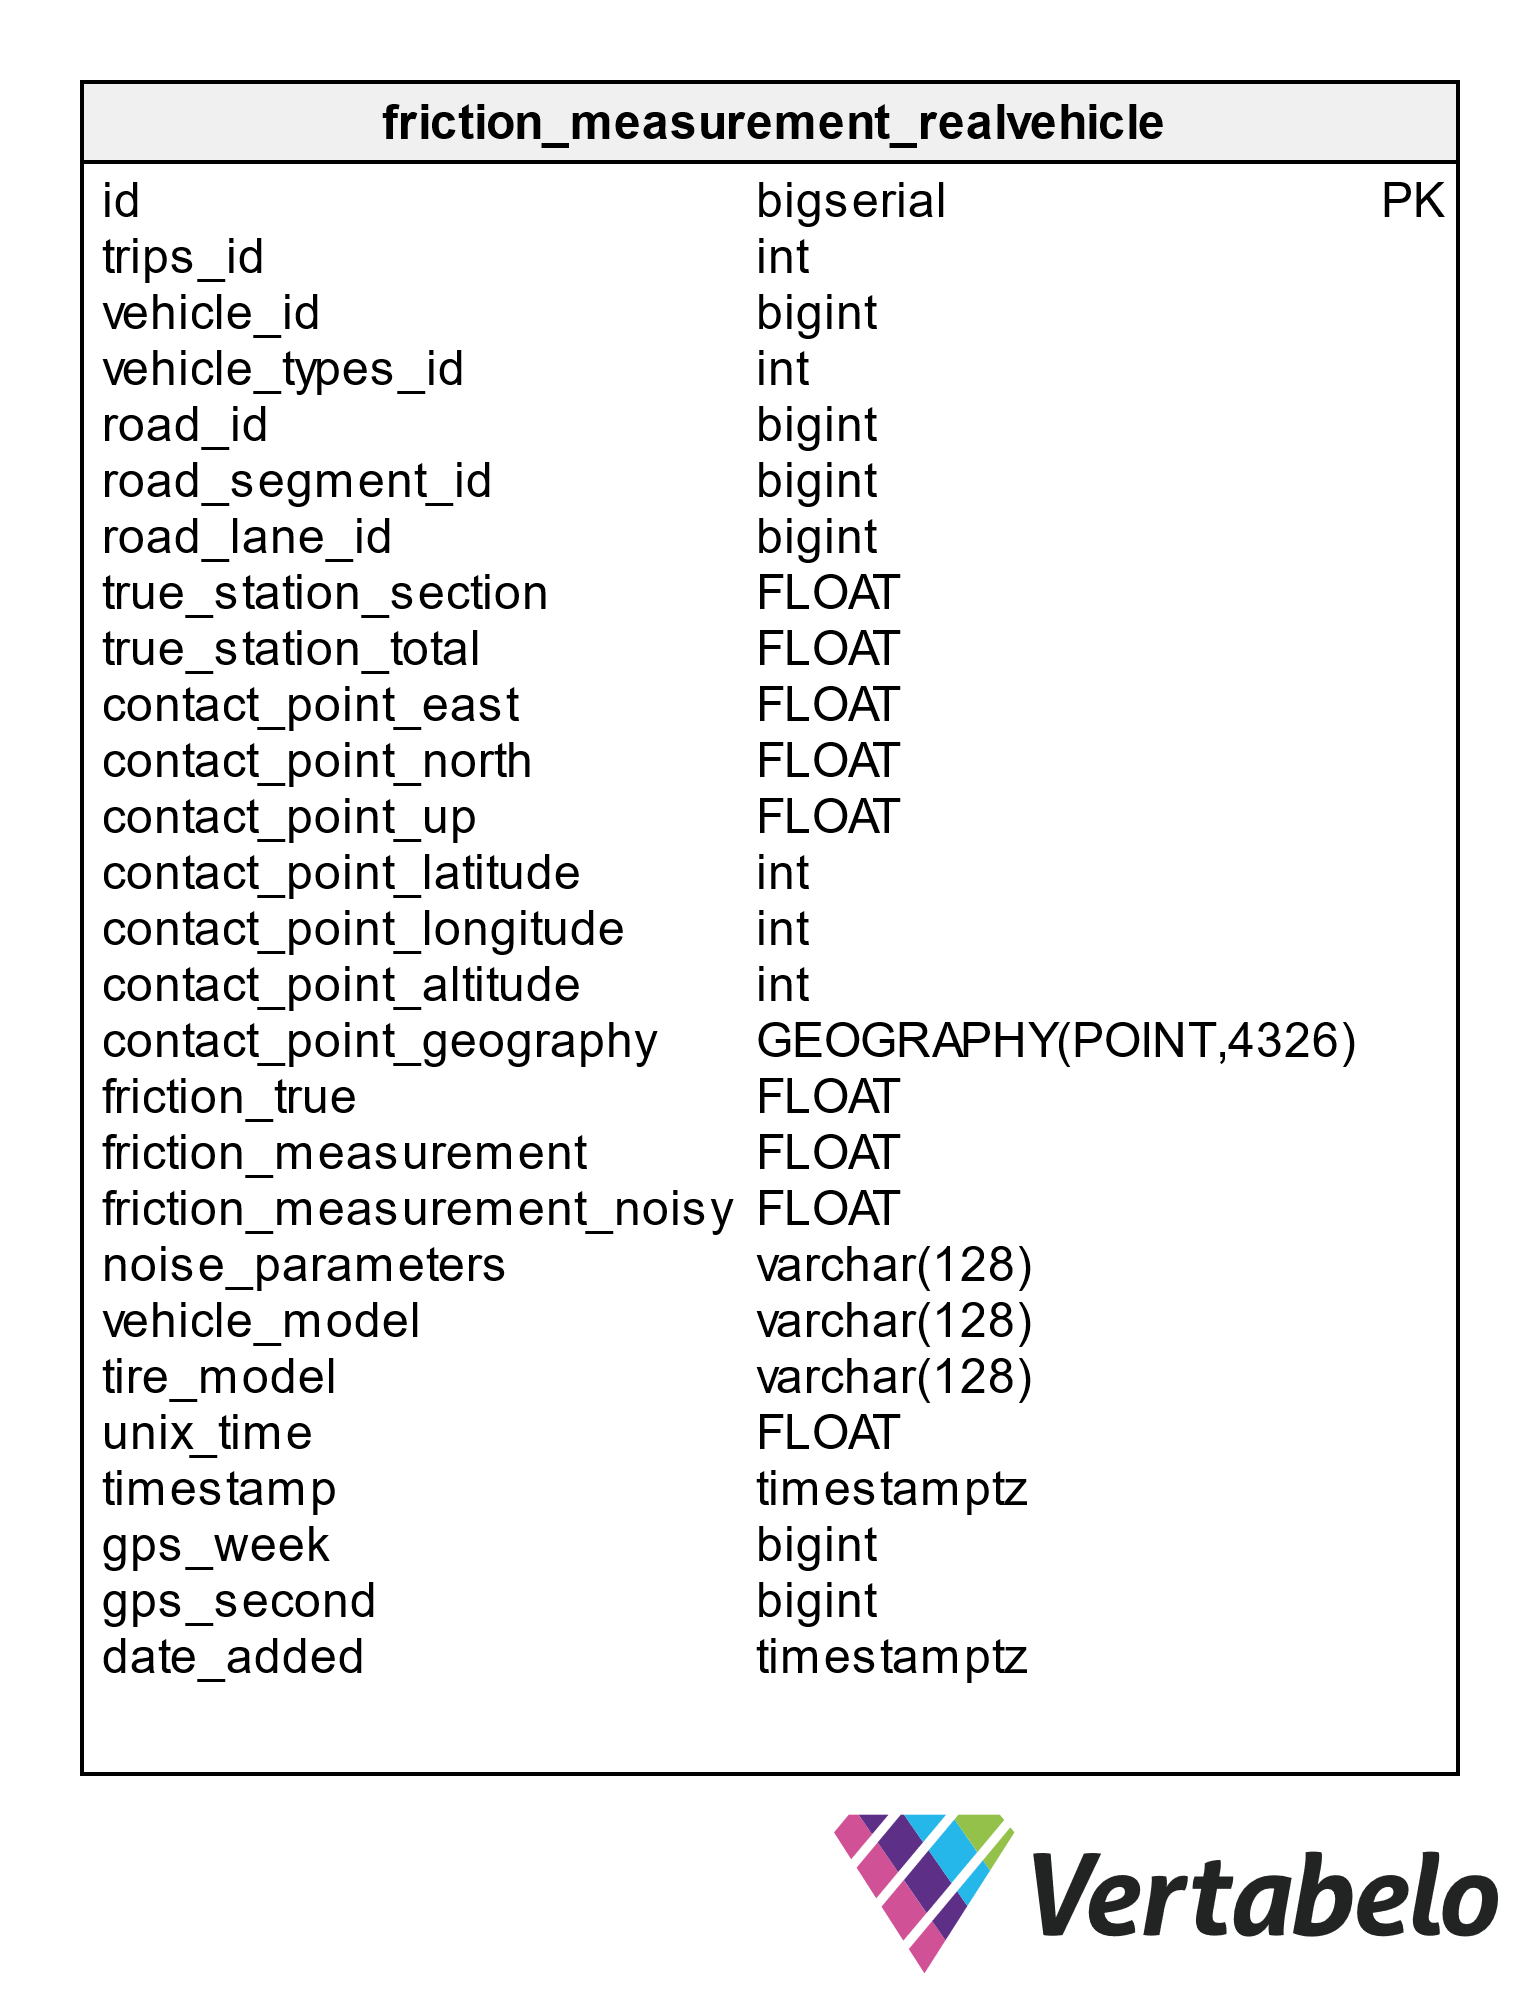 friction_measurement_realvehicle
id bigserial PK
trips_id int
vehicle_id bigint
vehicle_types_id int
road_id bigint
road_segment_id bigint
road_lane_id bigint
true_station_section FLOAT
true_station_total FLOAT
contact_point_east FLOAT
contact_point_north FLOAT
contact_point_up FLOAT
contact_point_latitude int
contact_point_longitude int
contact_point_altitude int
contact_point_geography GEOGRAPHY(POINT,4326)
friction_true FLOAT
friction_measurement FLOAT
friction_measurement_noisy FLOAT
noise_parameters varchar(128)
vehicle_model varchar(128)
tire_model varchar(128)
unix_time FLOAT
timestamp timestamptz
gps_week bigint
gps_second bigint
date_added timestamptz
Vertabelo